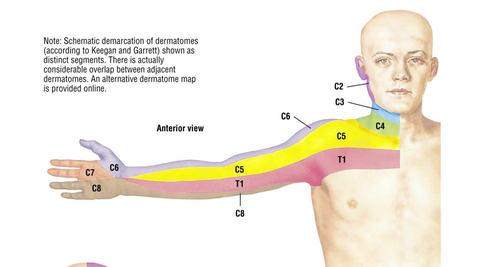 Note: Schematic demarcation of dermatomes
(according to Keegan and Garrett) shown as
distinct segments. There is actually
considerable overlap between adjacent
dermatomes. An alternative dermatome map
is provided online.
C2
C3
C6
C4
Anterior view
C5
T1
C6
C7
C5
C8
T1
C8